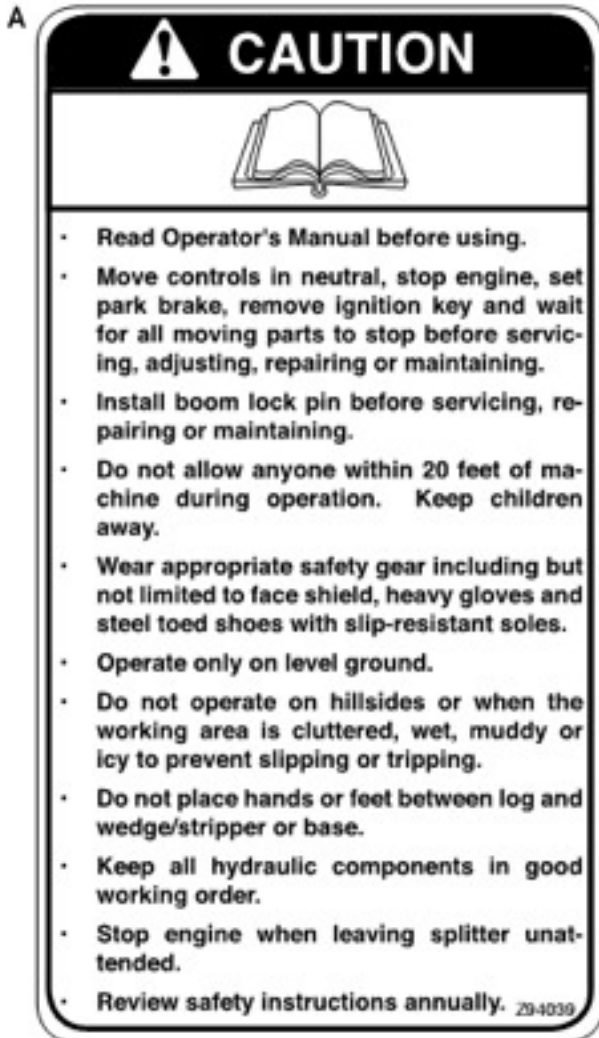 A
CAUTION
· Read Operator's Manual before using.
· Move controls in neutral, stop engine, set
park brake, remove ignition key and wait
for all moving parts to stop before servic-
ing, adjusting, repairing or maintaining.
· Install boom lock pin before servicing, re-
pairing or maintaining.
· Do not allow anyone within 20 feet of ma-
chine during operation. Keep children
away.
· Wear appropriate safety gear including but
not limited to face shield, heavy gloves and
steel toed shoes with slip-resistant soles.
· Operate only on level ground.
· Do not operate on hillsides or when the
working area is cluttered, wet, muddy or
icy to prevent slipping or tripping.
· Do not place hands or feet between log and
wedge/stripper or base.
· Keep all hydraulic components in good
working order.
· Stop engine when leaving splitter unat-
tended.
· Review safety instructions annually. Z94039